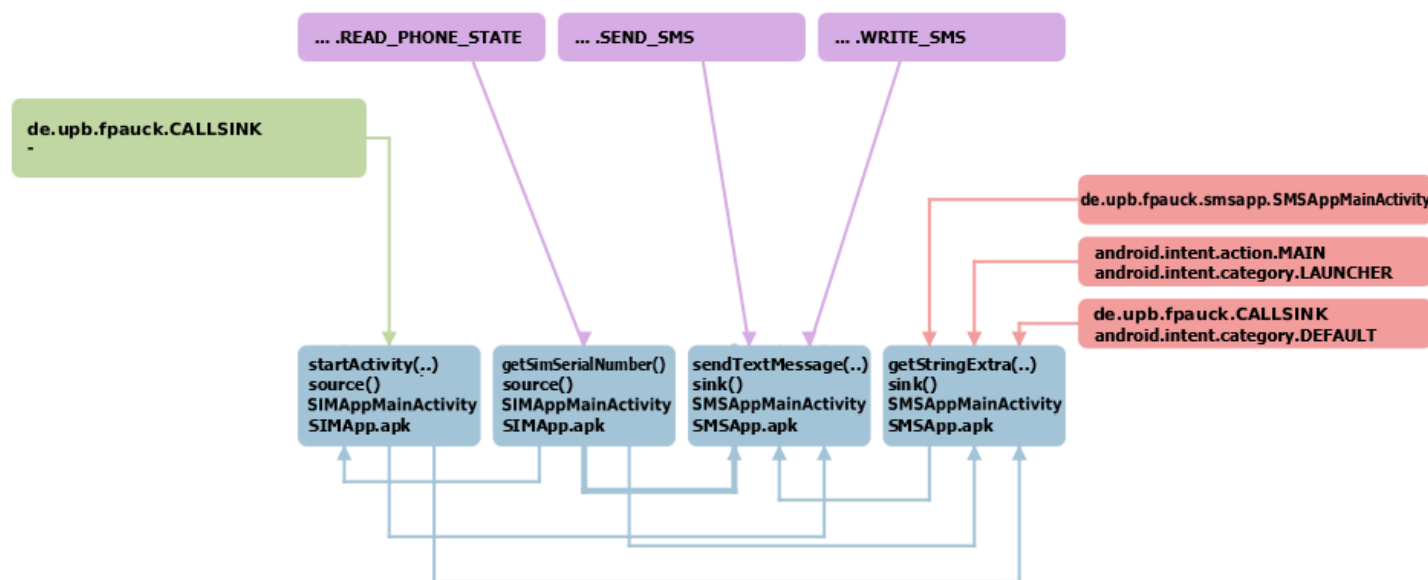 ... .READ_PHONE_STATE
... .SEND_SMS
... .WRITE_SMS
de.upb.fpauck.CALLSINK
-
de.upb.fpauck.smsapp.SMSAppMainActivity
android.intent.action.MAIN
android.intent.category.LAUNCHER
de.upb.fpauck.CALLSINK
android.intent.category.DEFAULT
startActivity(..)
source()
SIMAppMainActivity
SIMApp.apk
getSimSerialNumber()
source()
SIMAppMainActivity
SIMApp.apk
sendTextMessage(..)
sink()
SMSAppMainActivity
SMSApp.apk
getStringExtra(..)
sink()
SMSAppMainActivity
SMSApp.apk